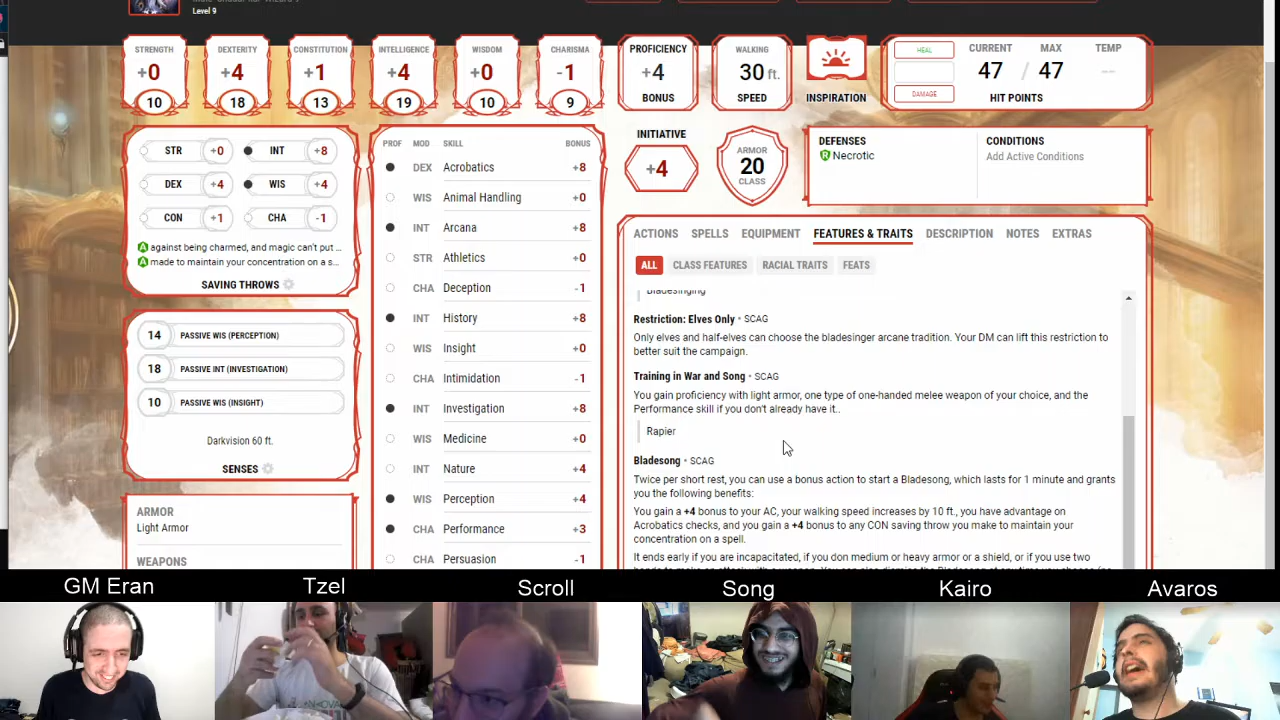 Level 9
STRENGTH
+0
10
DEXTERITY
+4
18
CONSTITUTION
+1
13
INTELLIGENCE
+4
19
WISDOM
+0
10
CHARISMA
-1
9
PROFICIENCY
+4
BONUS
WALKING
30 ft.
SPEED
INSPIRATION
HEAL
DAMAGE
CURRENT
MAX
TEMP
47 / 47 --
HIT POINTS
STR +0
INT +8
DEX +4
WIS +4
CON +1
CHA -1
A against being charmed, and magic can't put ...
A made to maintain your concentration on a s...
SAVING THROWS
14 PASSIVE WIS (PERCEPTION)
18 PASSIVE INT (INVESTIGATION)
10 PASSIVE WIS (INSIGHT)
Darkvision 60 ft.
SENSES
ARMOR
Light Armor
WEAPONS
PROF MOD SKILL BONUS
DEX Acrobatics +8
WIS Animal Handling +0
INT Arcana +8
STR Athletics +0
CHA Deception -1
INT History +8
WIS Insight +0
CHA Intimidation -1
INT Investigation +8
WIS Medicine +0
INT Nature +4
WIS Perception +4
CHA Performance +3
CHA Persuasion -1
INITIATIVE
+4
ARMOR
20
CLASS
DEFENSES
R Necrotic
CONDITIONS
Add Active Conditions
ACTIONS SPELLS EQUIPMENT FEATURES & TRAITS DESCRIPTION NOTES EXTRAS
ALL CLASS FEATURES RACIAL TRAITS FEATS
Bladesinging
Restriction: Elves Only • SCAG
Only elves and half-elves can choose the bladesinger arcane tradition. Your DM can lift this restriction to
better suit the campaign.
Training in War and Song • SCAG
You gain proficiency with light armor, one type of one-handed melee weapon of your choice, and the
Performance skill if you don't already have it..
Rapier
Bladesong • SCAG
Twice per short rest, you can use a bonus action to start a Bladesong, which lasts for 1 minute and grants
you the following benefits:
You gain a +4 bonus to your AC, your walking speed increases by 10 ft., you have advantage on
Acrobatics checks, and you gain a +4 bonus to any CON saving throw you make to maintain your
concentration on a spell.
It ends early if you are incapacitated, if you don medium or heavy armor or a shield, or if you use two
GM Eran
Tzel
Scroll
Song
Kairo
Avaros